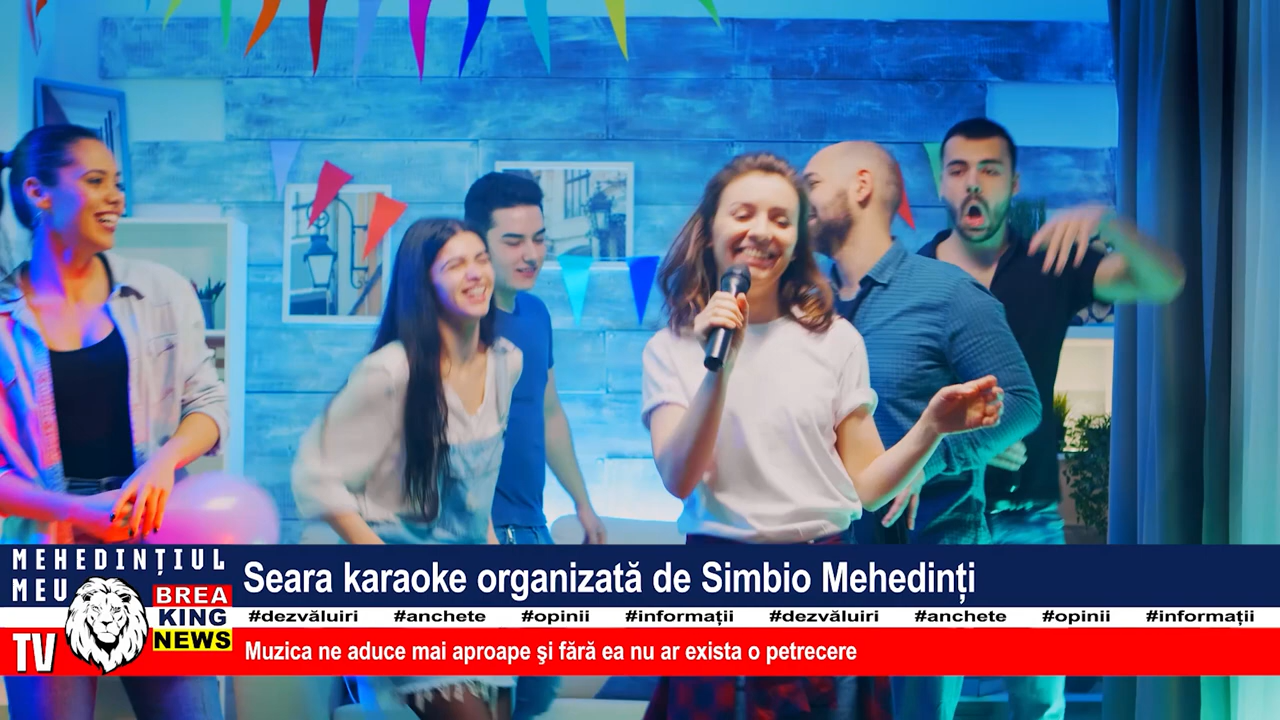 MEHEDINȚIUL
MEU
TV
BREA
KING
NEWS
Seara karaoke organizată de Simbio Mehedinți
#dezvăluiri #anchete #opinii #informații #dezvăluiri #anchete #opinii #informații
Muzica ne aduce mai aproape şi fără ea nu ar exista o petrecere